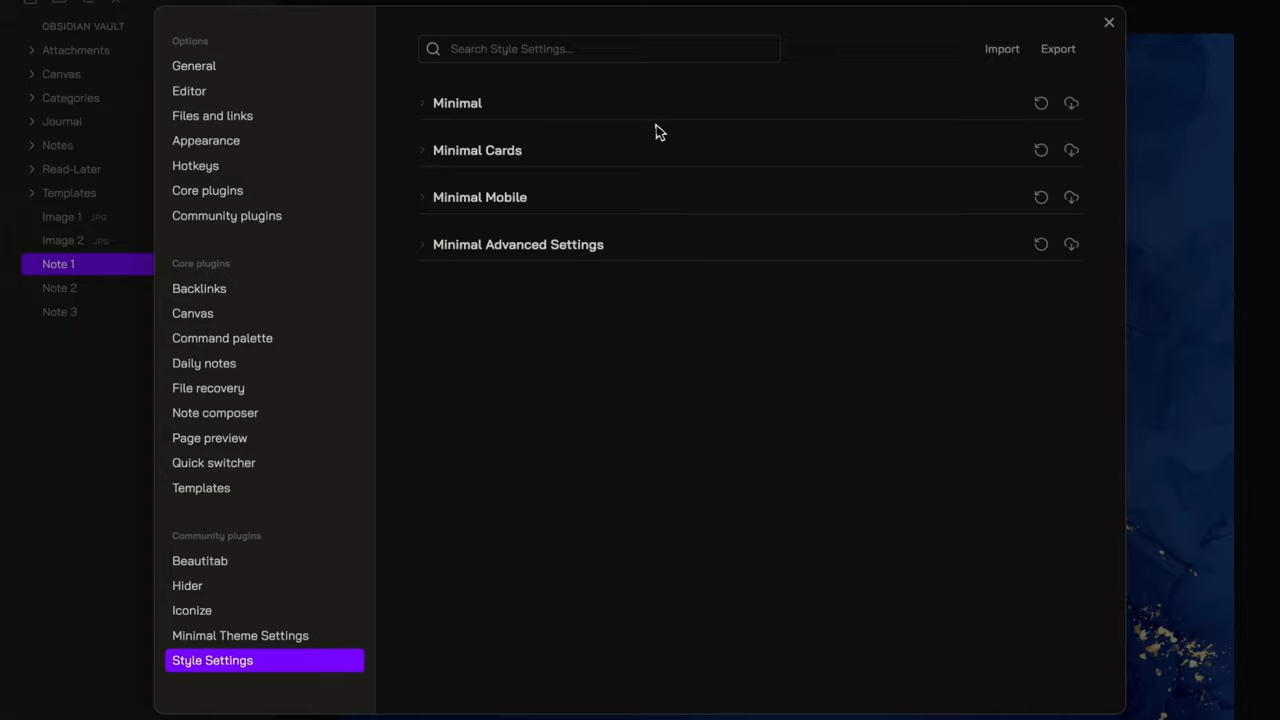 OBSIDIAN VAULT
Attachments
Canvas
Categories
Journal
Notes
Read-Later
Templates
Image 1 JPG
Image 2 JPG
Note 1
Note 2
Note 3
Options
General
Editor
Files and links
Appearance
Hotkeys
Core plugins
Community plugins
Core plugins
Backlinks
Canvas
Command palette
Daily notes
File recovery
Note composer
Page preview
Quick switcher
Templates
Community plugins
Beautitab
Hider
Iconize
Minimal Theme Settings
Style Settings
Search Style Settings...
Import
Export
Minimal
Minimal Cards
Minimal Mobile
Minimal Advanced Settings